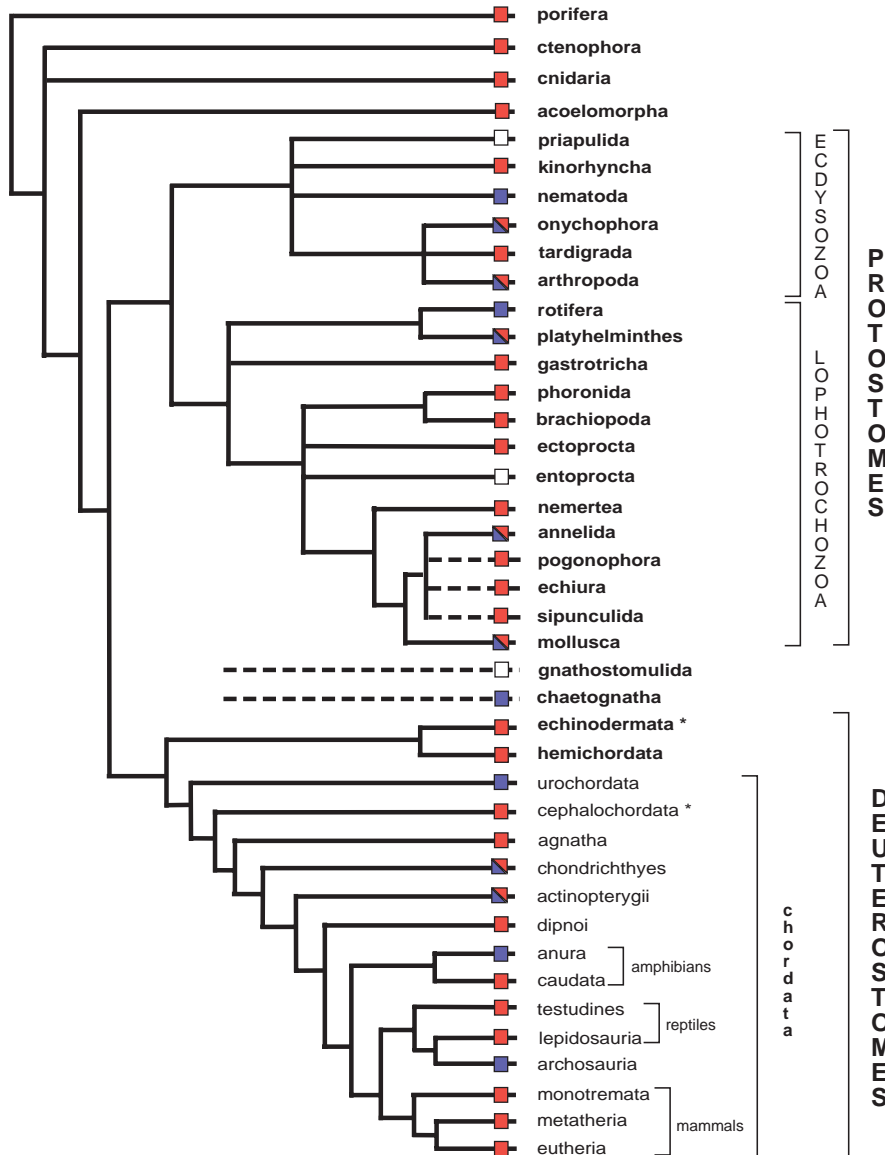 porifera
ctenophora
cnidaria
acoelomorpha
priapulida
kinorhyncha
nematoda
onychophora
tardigrada
arthropoda
rotifera
platyhelminthes
gastrotricha
phoronida
brachiopoda
ectoprocta
entoprocta
nemertea
annelida
pogonophora
echiura
sipunculida
mollusca
gnathostomulida
chaetognatha
echinodermata *
hemichordata
urochordata
cephalochordata *
agnatha
chondrichthyes
actinopterygii
dipnoi
anura
caudata
amphibians
testudines
lepidosauria
reptiles
archosauria
monotremata
metatheria
eutheria
mammals
ECDYSOZOA
LOPHOTROCHOZOA
PROTOSTOMES
chordata
DEUTEROSTOMES